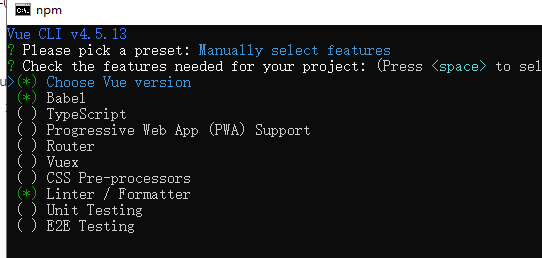 npm
Vue CLI v4.5.13
? Please pick a preset: Manually select features
? Check the features needed for your project: (Press <space> to sel
>(*) Choose Vue version
(*) Babel
( ) TypeScript
( ) Progressive Web App (PWA) Support
( ) Router
( ) Vuex
( ) CSS Pre-processors
(*) Linter / Formatter
( ) Unit Testing
( ) E2E Testing